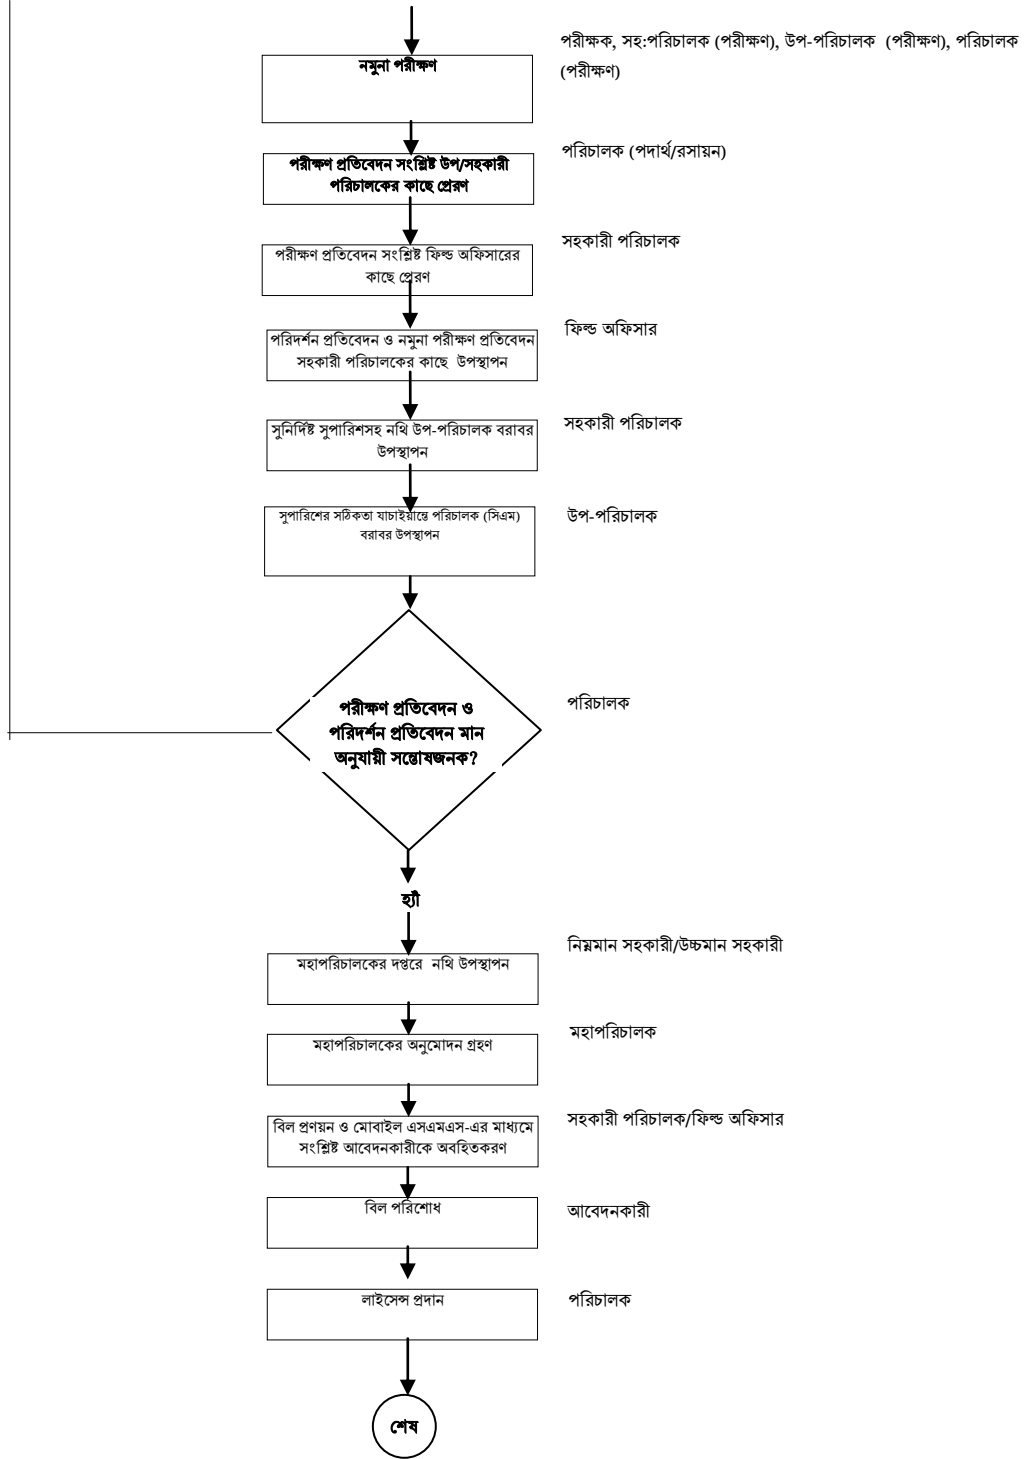 পরীক্ষক, সহ:পরিচালক (পরীক্ষণ), উপ-পরিচালক (পরীক্ষণ), পরিচালক
(পরীক্ষণ)
নমুনা পরীক্ষণ
পরিচালক (পদার্থ/রসায়ন)
পরীক্ষণ প্রতিবেদন সংশ্লিষ্ট উপ/সহকারী
পরিচালকের কাছে প্রেরণ
সহকারী পরিচালক
পরীক্ষণ প্রতিবেদন সংশ্লিষ্ট ফিল্ড অফিসারের
কাছে প্রেরণ
ফিল্ড অফিসার
পরিদর্শন প্রতিবেদন ও নমুনা পরীক্ষণ প্রতিবেদন
সহকারী পরিচালকের কাছে উপস্থাপন
সহকারী পরিচালক
সুনির্দিষ্ট সুপারিশসহ নথি উপ-পরিচালক বরাবর
উপস্থাপন
উপ-পরিচালক
সুপারিশের সঠিকতা যাচাইয়ান্তে পরিচালক (সিএম)
বরাবর উপস্থাপন
পরিচালক
পরীক্ষণ প্রতিবেদন ও
পরিদর্শন প্রতিবেদন মান
অনুযায়ী সন্তোষজনক?
হ্যাঁ
নিম্নমান সহকারী/উচ্চমান সহকারী
মহাপরিচালকের দপ্তরে নথি উপস্থাপন
মহাপরিচালক
মহাপরিচালকের অনুমোদন গ্রহণ
সহকারী পরিচালক/ফিল্ড অফিসার
বিল প্রণয়ন ও মোবাইল এসএমএস-এর মাধ্যমে
সংশ্লিষ্ট আবেদনকারীকে অবহিতকরণ
আবেদনকারী
বিল পরিশোধ
পরিচালক
লাইসেন্স প্রদান
শেষ